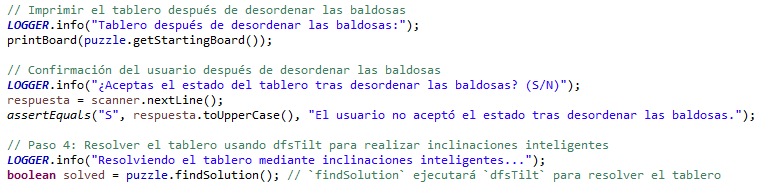 // Imprimir el tablero después de desordenar las baldosas
LOGGER.info("Tablero después de desordenar las baldosas:");
printBoard(puzzle.getStartingBoard());
// Confirmación del usuario después de desordenar las baldosas
LOGGER.info("¿Aceptas el estado del tablero tras desordenar las baldosas? (S/N)");
respuesta = scanner.nextLine();
assertEquals("S", respuesta.toUpperCase(), "El usuario no aceptó el estado tras desordenar las baldosas.");
// Paso 4: Resolver el tablero usando dfsTilt para realizar inclinaciones inteligentes
LOGGER.info("Resolviendo el tablero mediante inclinaciones inteligentes...");
boolean solved = puzzle.findSolution(); // `findSolution` ejecutará `dfsTilt` para resolver el tablero